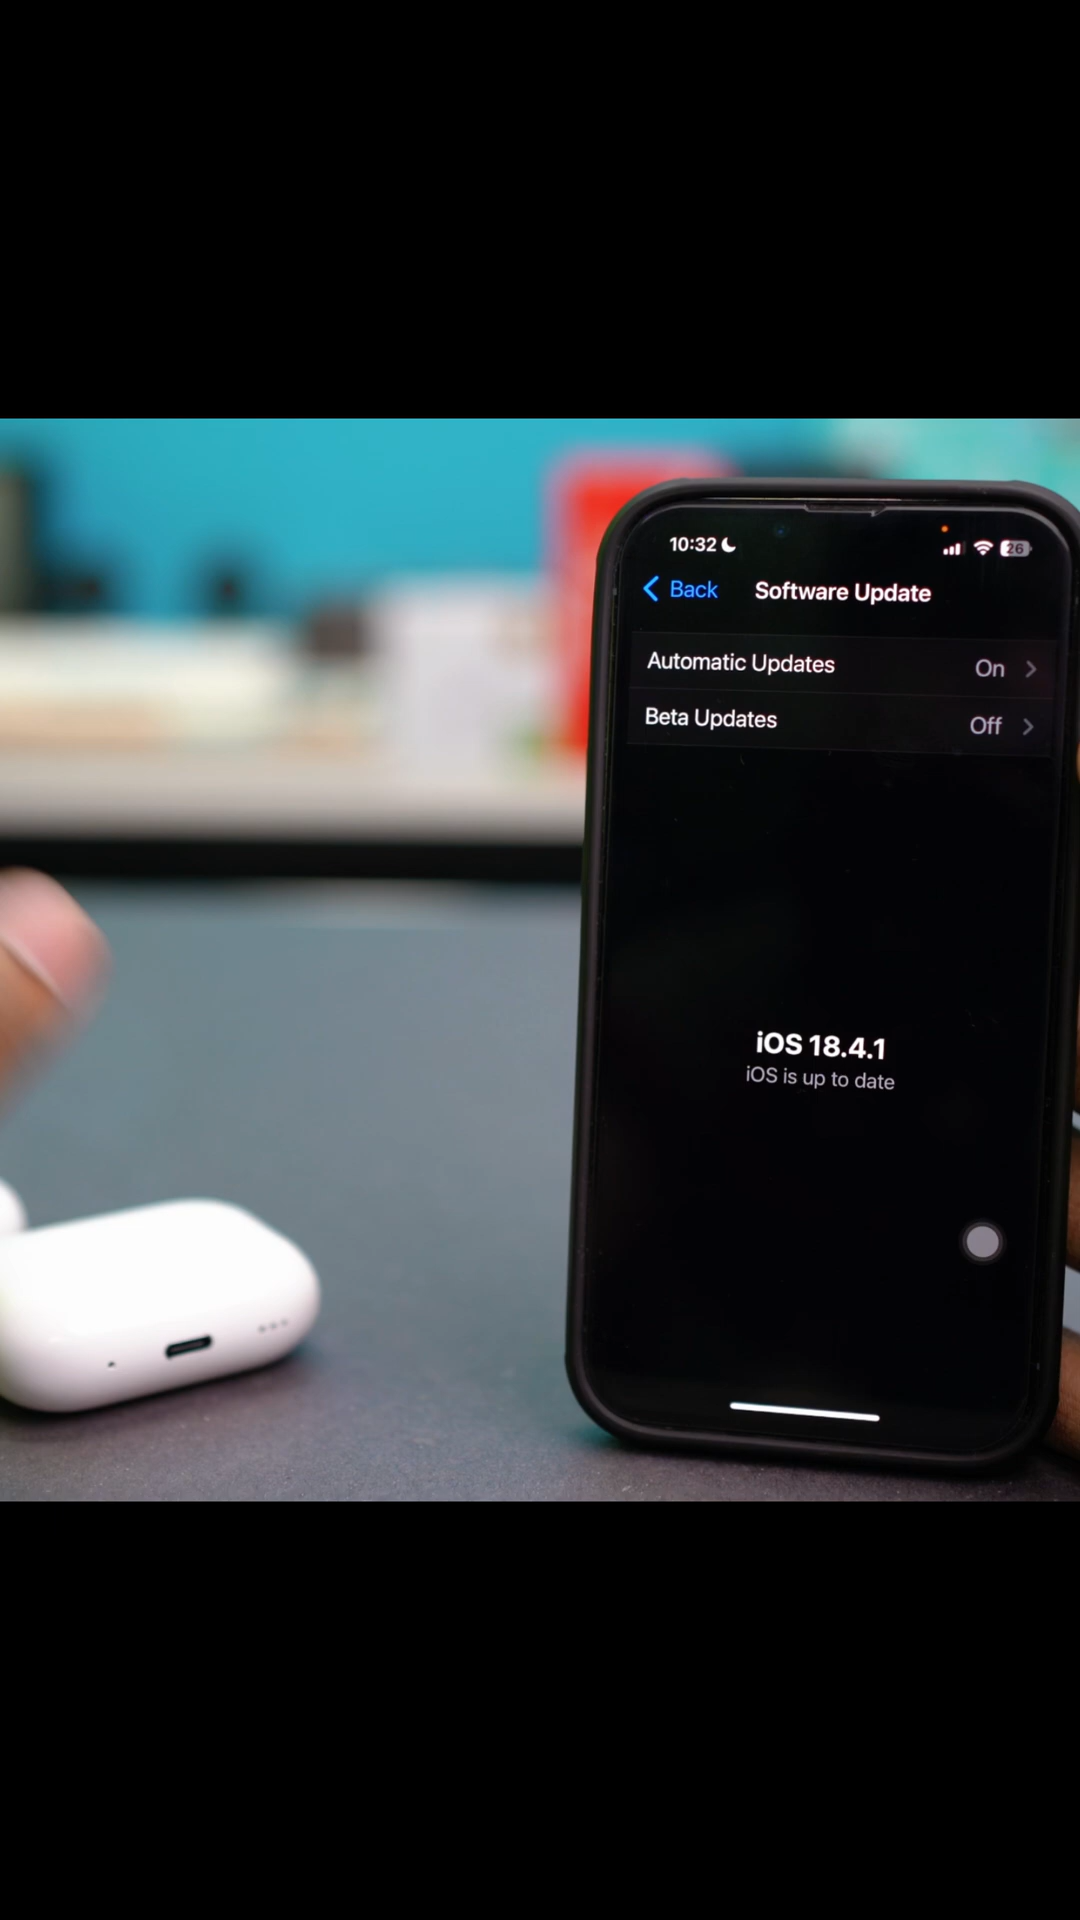 10:32
26
Back
Software Update
Automatic Updates On
Beta Updates Off
iOS 18.4.1
iOS is up to date